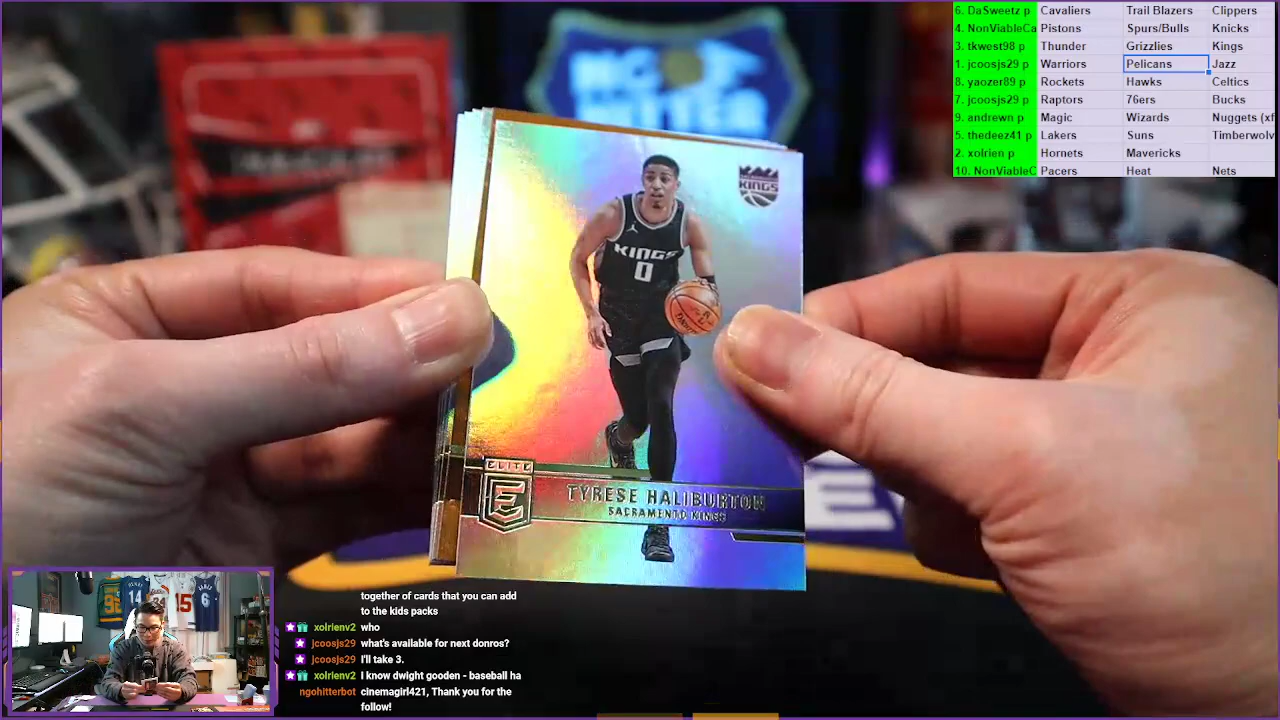 6. DaSweetz p Cavaliers Trail Blazers Clippers
4. NonViableCa Pistons Spurs/Bulls Knicks
3. tkwest98 p Thunder Grizzlies Kings
1. jcoosjs29 p Warriors Pelicans Jazz
8. yaozer89 p Rockets Hawks Celtics
7. jcoosjs29 p Raptors 76ers Bucks
9. andrewn p Magic Wizards Nuggets (xf
5. thedeez41 p Lakers Suns Timberwolv
2. xolrien p Hornets Mavericks
10. NonViableC Pacers Heat Nets
KINGS
KINGS
0
ELITE
E
TYRESE HALIBURTON
SACRAMENTO KINGS
together of cards that you can add
to the kids packs
xolrienv2 who
jcoosjs29 what's available for next donros?
jcoosjs29 I'll take 3.
xolrienv2 I know dwight gooden - baseball ha
ngohitterbot cinemagirl421, Thank you for the
follow!